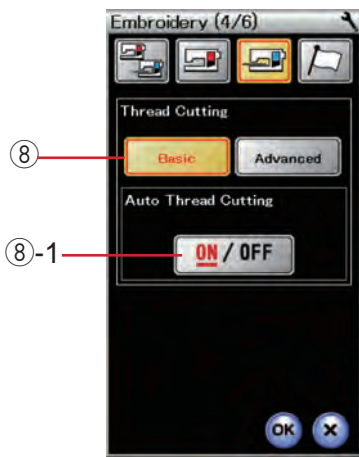 Embroidery (4/6)
Thread Cutting
⑧
Basic Advanced
Auto Thread Cutting
⑧-1
ON / OFF
OK X